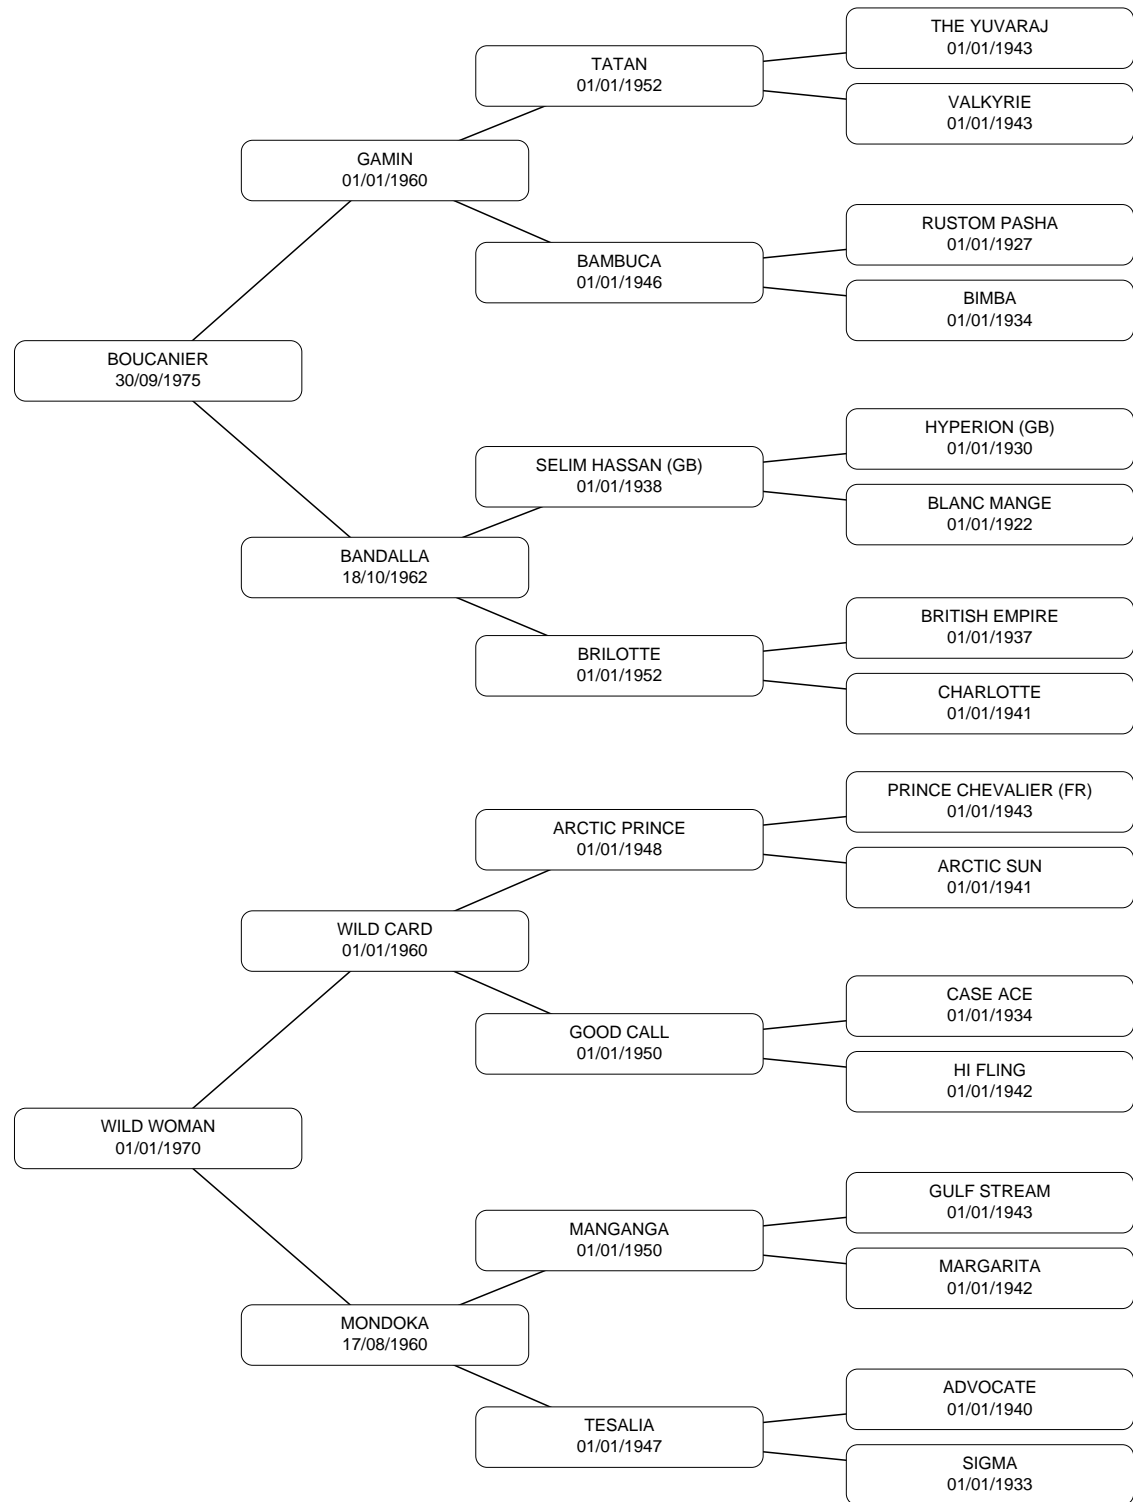 THE YUVARAJ
01/01/1943
TATAN
01/01/1952
VALKYRIE
01/01/1943
GAMIN
01/01/1960
RUSTOM PASHA
01/01/1927
BAMBUCA
01/01/1946
BIMBA
01/01/1934
BOUCANIER
30/09/1975
HYPERION (GB)
01/01/1930
SELIM HASSAN (GB)
01/01/1938
BLANC MANGE
01/01/1922
BANDALLA
18/10/1962
BRITISH EMPIRE
01/01/1937
BRILOTTE
01/01/1952
CHARLOTTE
01/01/1941
PRINCE CHEVALIER (FR)
01/01/1943
ARCTIC PRINCE
01/01/1948
ARCTIC SUN
01/01/1941
WILD CARD
01/01/1960
CASE ACE
01/01/1934
GOOD CALL
01/01/1950
HI FLING
01/01/1942
WILD WOMAN
01/01/1970
GULF STREAM
01/01/1943
MANGANGA
01/01/1950
MARGARITA
01/01/1942
MONDOKA
17/08/1960
ADVOCATE
01/01/1940
TESALIA
01/01/1947
SIGMA
01/01/1933